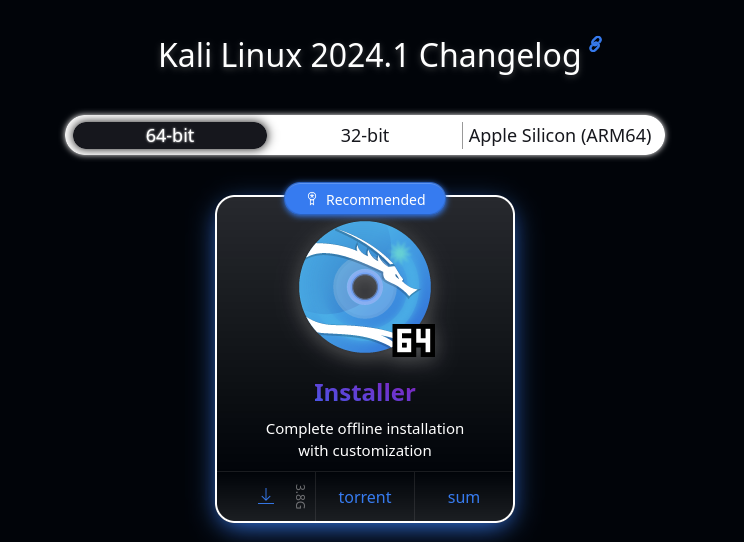 Kali Linux 2024.1 Changelog
64-bit
32-bit
Apple Silicon (ARM64)
Recommended
64
Installer
Complete offline installation
with customization
3.8G
torrent
sum